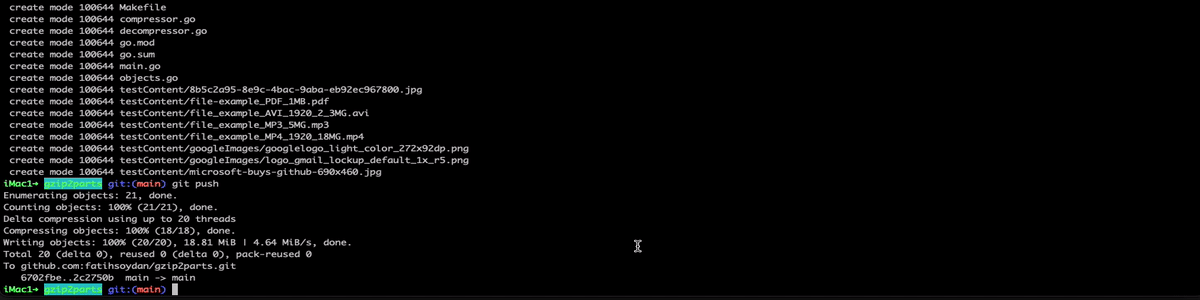 create mode 100644 Makefile
create mode 100644 compressor.go
create mode 100644 decompressor.go
create mode 100644 go.mod
create mode 100644 go.sum
create mode 100644 main.go
create mode 100644 objects.go
create mode 100644 testContent/8b5c2a95-8e9c-4bac-9aba-eb92ec967800.jpg
create mode 100644 testContent/file-example_PDF_1MB.pdf
create mode 100644 testContent/file_example_AVI_1920_2_3MG.avi
create mode 100644 testContent/file_example_MP3_5MG.mp3
create mode 100644 testContent/file_example_MP4_1920_18MG.mp4
create mode 100644 testContent/googleImages/googlelogo_light_color_272x92dp.png
create mode 100644 testContent/googleImages/logo_gmail_lockup_default_1x_r5.png
create mode 100644 testContent/microsoft-buys-github-690x460.jpg
iMac1→ gzip2parts git:(main) git push
Enumerating objects: 21, done.
Counting objects: 100% (21/21), done.
Delta compression using up to 20 threads
Compressing objects: 100% (18/18), done.
Writing objects: 100% (20/20), 18.81 MiB | 4.64 MiB/s, done.
Total 20 (delta 0), reused 0 (delta 0), pack-reused 0
To github.com:fatihsoydan/gzip2parts.git
6702fbe..2c2750b main -> main
iMac1→ gzip2parts git:(main)